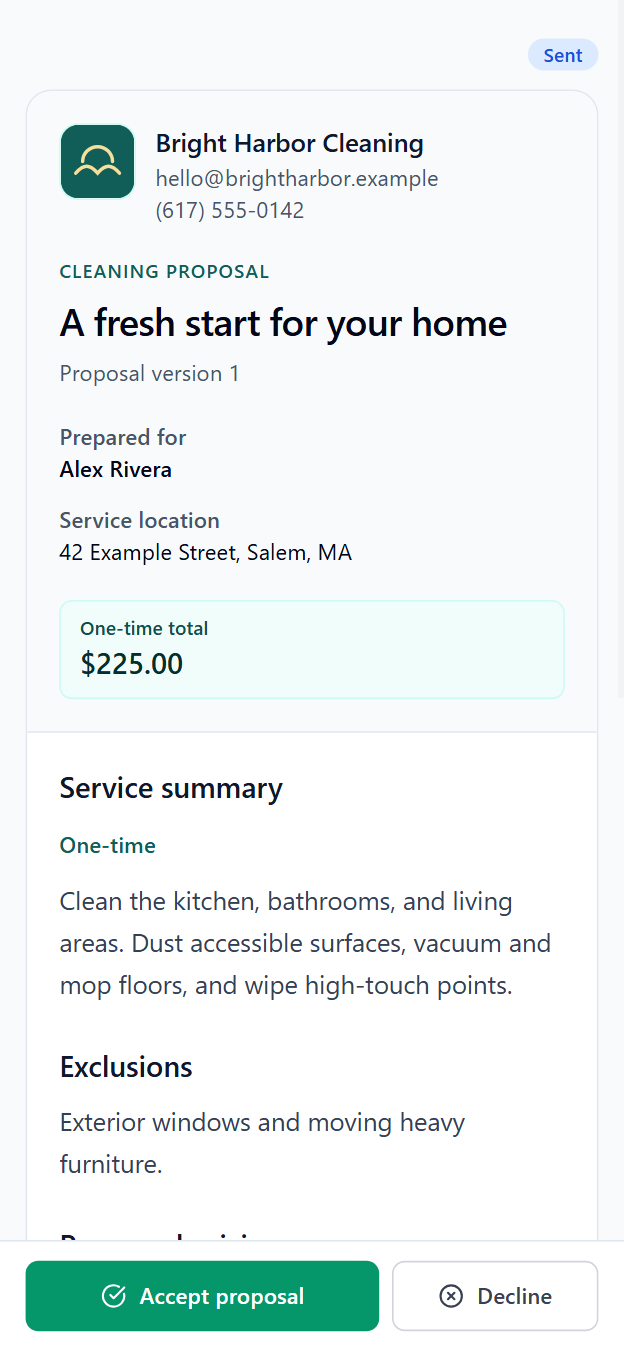 Sent
Bright Harbor Cleaning
hello@brightharbor.example
(617) 555-0142
CLEANING PROPOSAL
A fresh start for your home
Proposal version 1
Prepared for
Alex Rivera
Service location
42 Example Street, Salem, MA
One-time total
$225.00
Service summary
One-time
Clean the kitchen, bathrooms, and living
areas. Dust accessible surfaces, vacuum and
mop floors, and wipe high-touch points.
Exclusions
Exterior windows and moving heavy
furniture.
Accept proposal
Decline